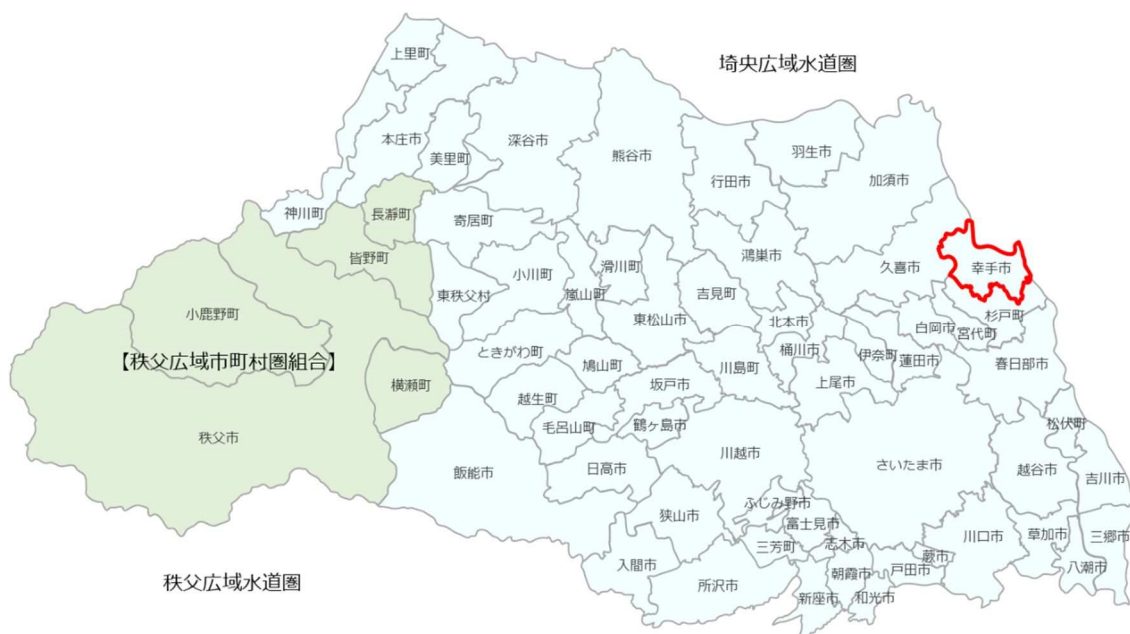 埼央広域水道圏
上里町
本庄市
美里町
深谷市
熊谷市
行田市
羽生市
加須市
神川町
長瀞町
寄居町
皆野町
小川町
滑川町
嵐山町
鴻巣市
久喜市
幸手市
東秩父村
吉見町
小鹿野町
東松山市
北本市
白岡市
杉戸町
宮代町
【秩父広域市町村圏組合】
ときがわ町
鳩山町
川島町
桶川市
伊奈町
蓮田市
春日部市
横瀬町
坂戸市
上尾市
越生町
毛呂山町
鶴ヶ島市
松伏町
秩父市
飯能市
日高市
川越市
さいたま市
越谷市
吉川市
ふじみ野市
狭山市
富士見市
三芳町
志木市
川口市
草加市
三郷市
蕨市
入間市
所沢市
朝霞市
戸田市
八潮市
新座市
和光市
秩父広域水道圏